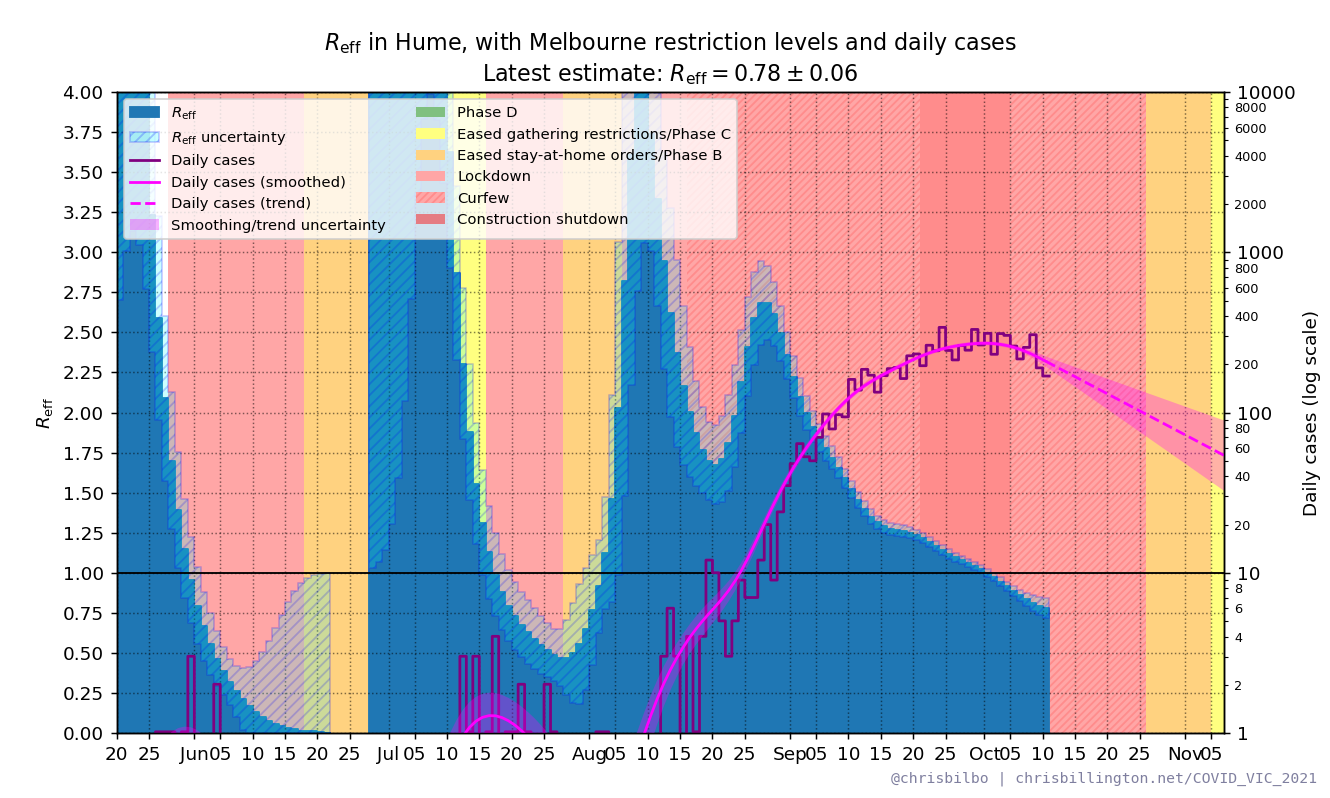 R_eff in Hume, with Melbourne restriction levels and daily cases
Latest estimate: R_eff = 0.78 ± 0.06
R_eff
R_eff uncertainty
Daily cases
Daily cases (smoothed)
Daily cases (trend)
Smoothing/trend uncertainty
Phase D
Eased gathering restrictions/Phase C
Eased stay-at-home orders/Phase B
Lockdown
Curfew
Construction shutdown
R_eff
4.00
3.75
3.50
3.25
3.00
2.75
2.50
2.25
2.00
1.75
1.50
1.25
1.00
0.75
0.50
0.25
0.00
10000
8000
6000
4000
2000
1000
800
600
400
200
100
80
60
40
20
10
8
6
4
2
1
Daily cases (log scale)
20 25 Jun 05 10 15 20 25 Jul 05 10 15 20 25 Aug 05 10 15 20 25 Sep 05 10 15 20 25 Oct 05 10 15 20 25 Nov 05
@chrisbilbo | chrisbillington.net/COVID_VIC_2021